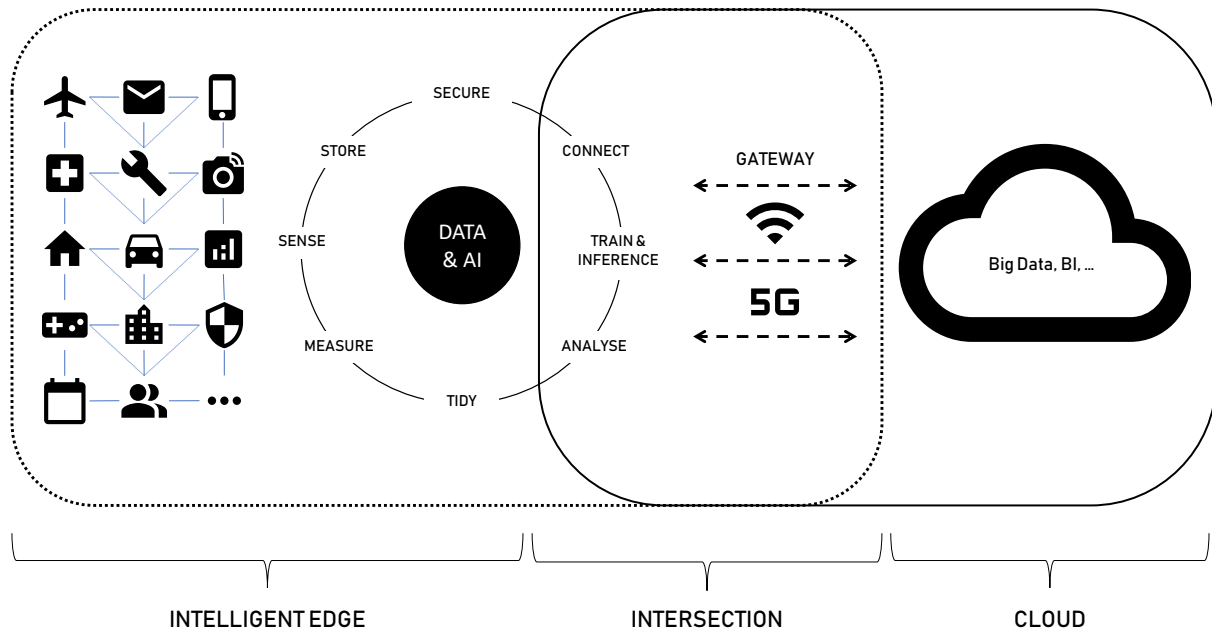 SECURE
STORE
CONNECT
GATEWAY
SENSE
DATA
& AI
TRAIN &
INFERENCE
Big Data, BI, ...
5G
MEASURE
ANALYSE
TIDY
INTELLIGENT EDGE
INTERSECTION
CLOUD